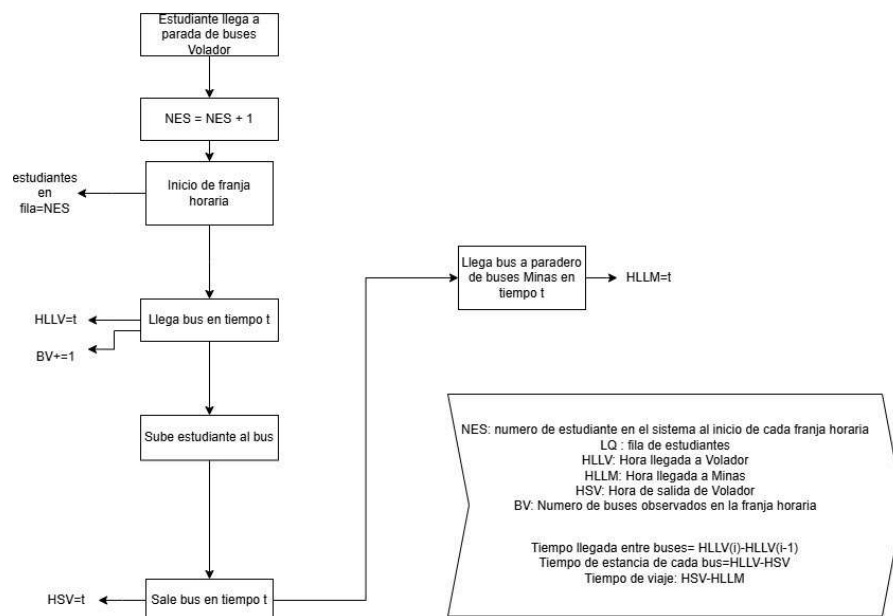 Estudiante llega a
parada de buses
Volador
NES = NES + 1
Inicio de franja
horaria
estudiantes
en
fila=NES
Llega bus en tiempo t
HLLV=t
BV+=1
Sube estudiante al bus
Sale bus en tiempo t
HSV=t
Llega bus a paradero
de buses Minas en
tiempo t
HLLM=t
NES: numero de estudiante en el sistema al inicio de cada franja horaria
LQ : fila de estudiantes
HLLV: Hora llegada a Volador
HLLM: Hora llegada a Minas
HSV: Hora de salida de Volador
BV: Numero de buses observados en la franja horaria
Tiempo llegada entre buses= HLLV(i)-HLLV(i-1)
Tiempo de estancia de cada bus=HLLV-HSV
Tiempo de viaje: HSV-HLLM